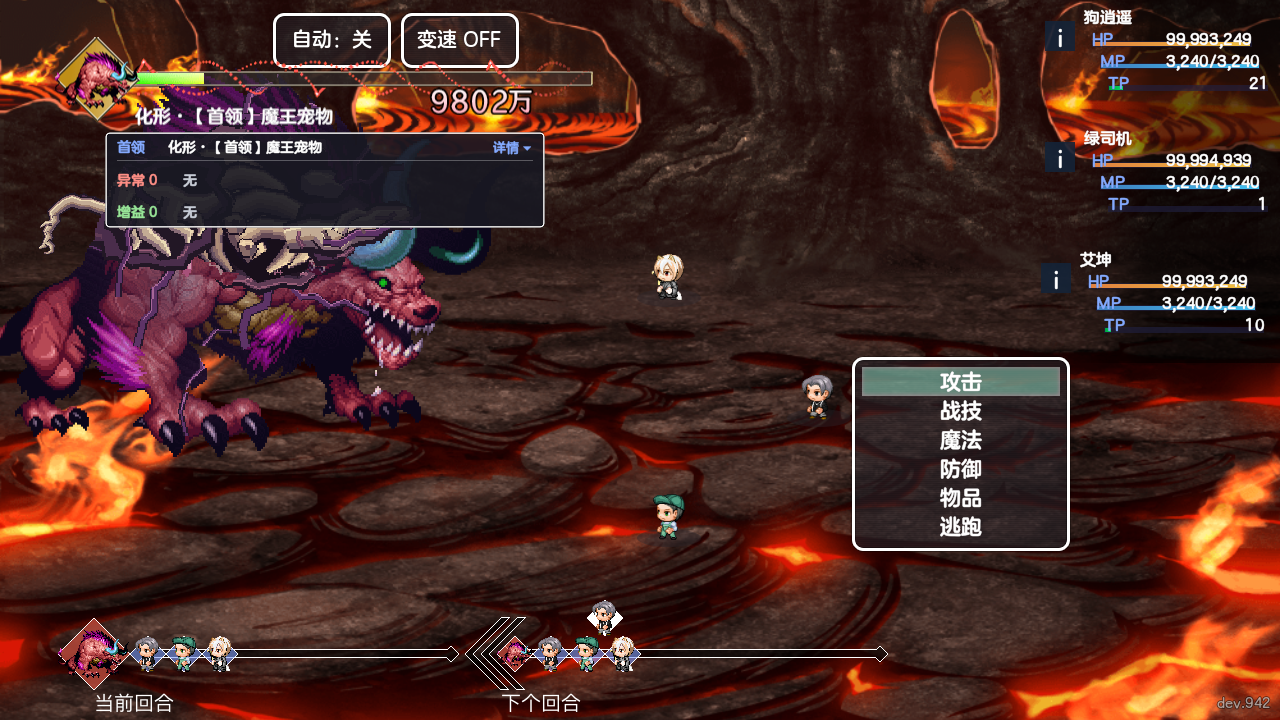 自动：关
变速 OFF
9802万
化形・【首领】魔王宠物
首领 化形・【首领】魔王宠物 详情
异常 0 无
增益 0 无
狗逍遥
HP 99,993,249
MP 3,240/3,240
TP 21
绿司机
HP 99,994,939
MP 3,240/3,240
TP 1
艾坤
HP 99,993,249
MP 3,240/3,240
TP 10
攻击
战技
魔法
防御
物品
逃跑
当前回合
下个回合
dev.942